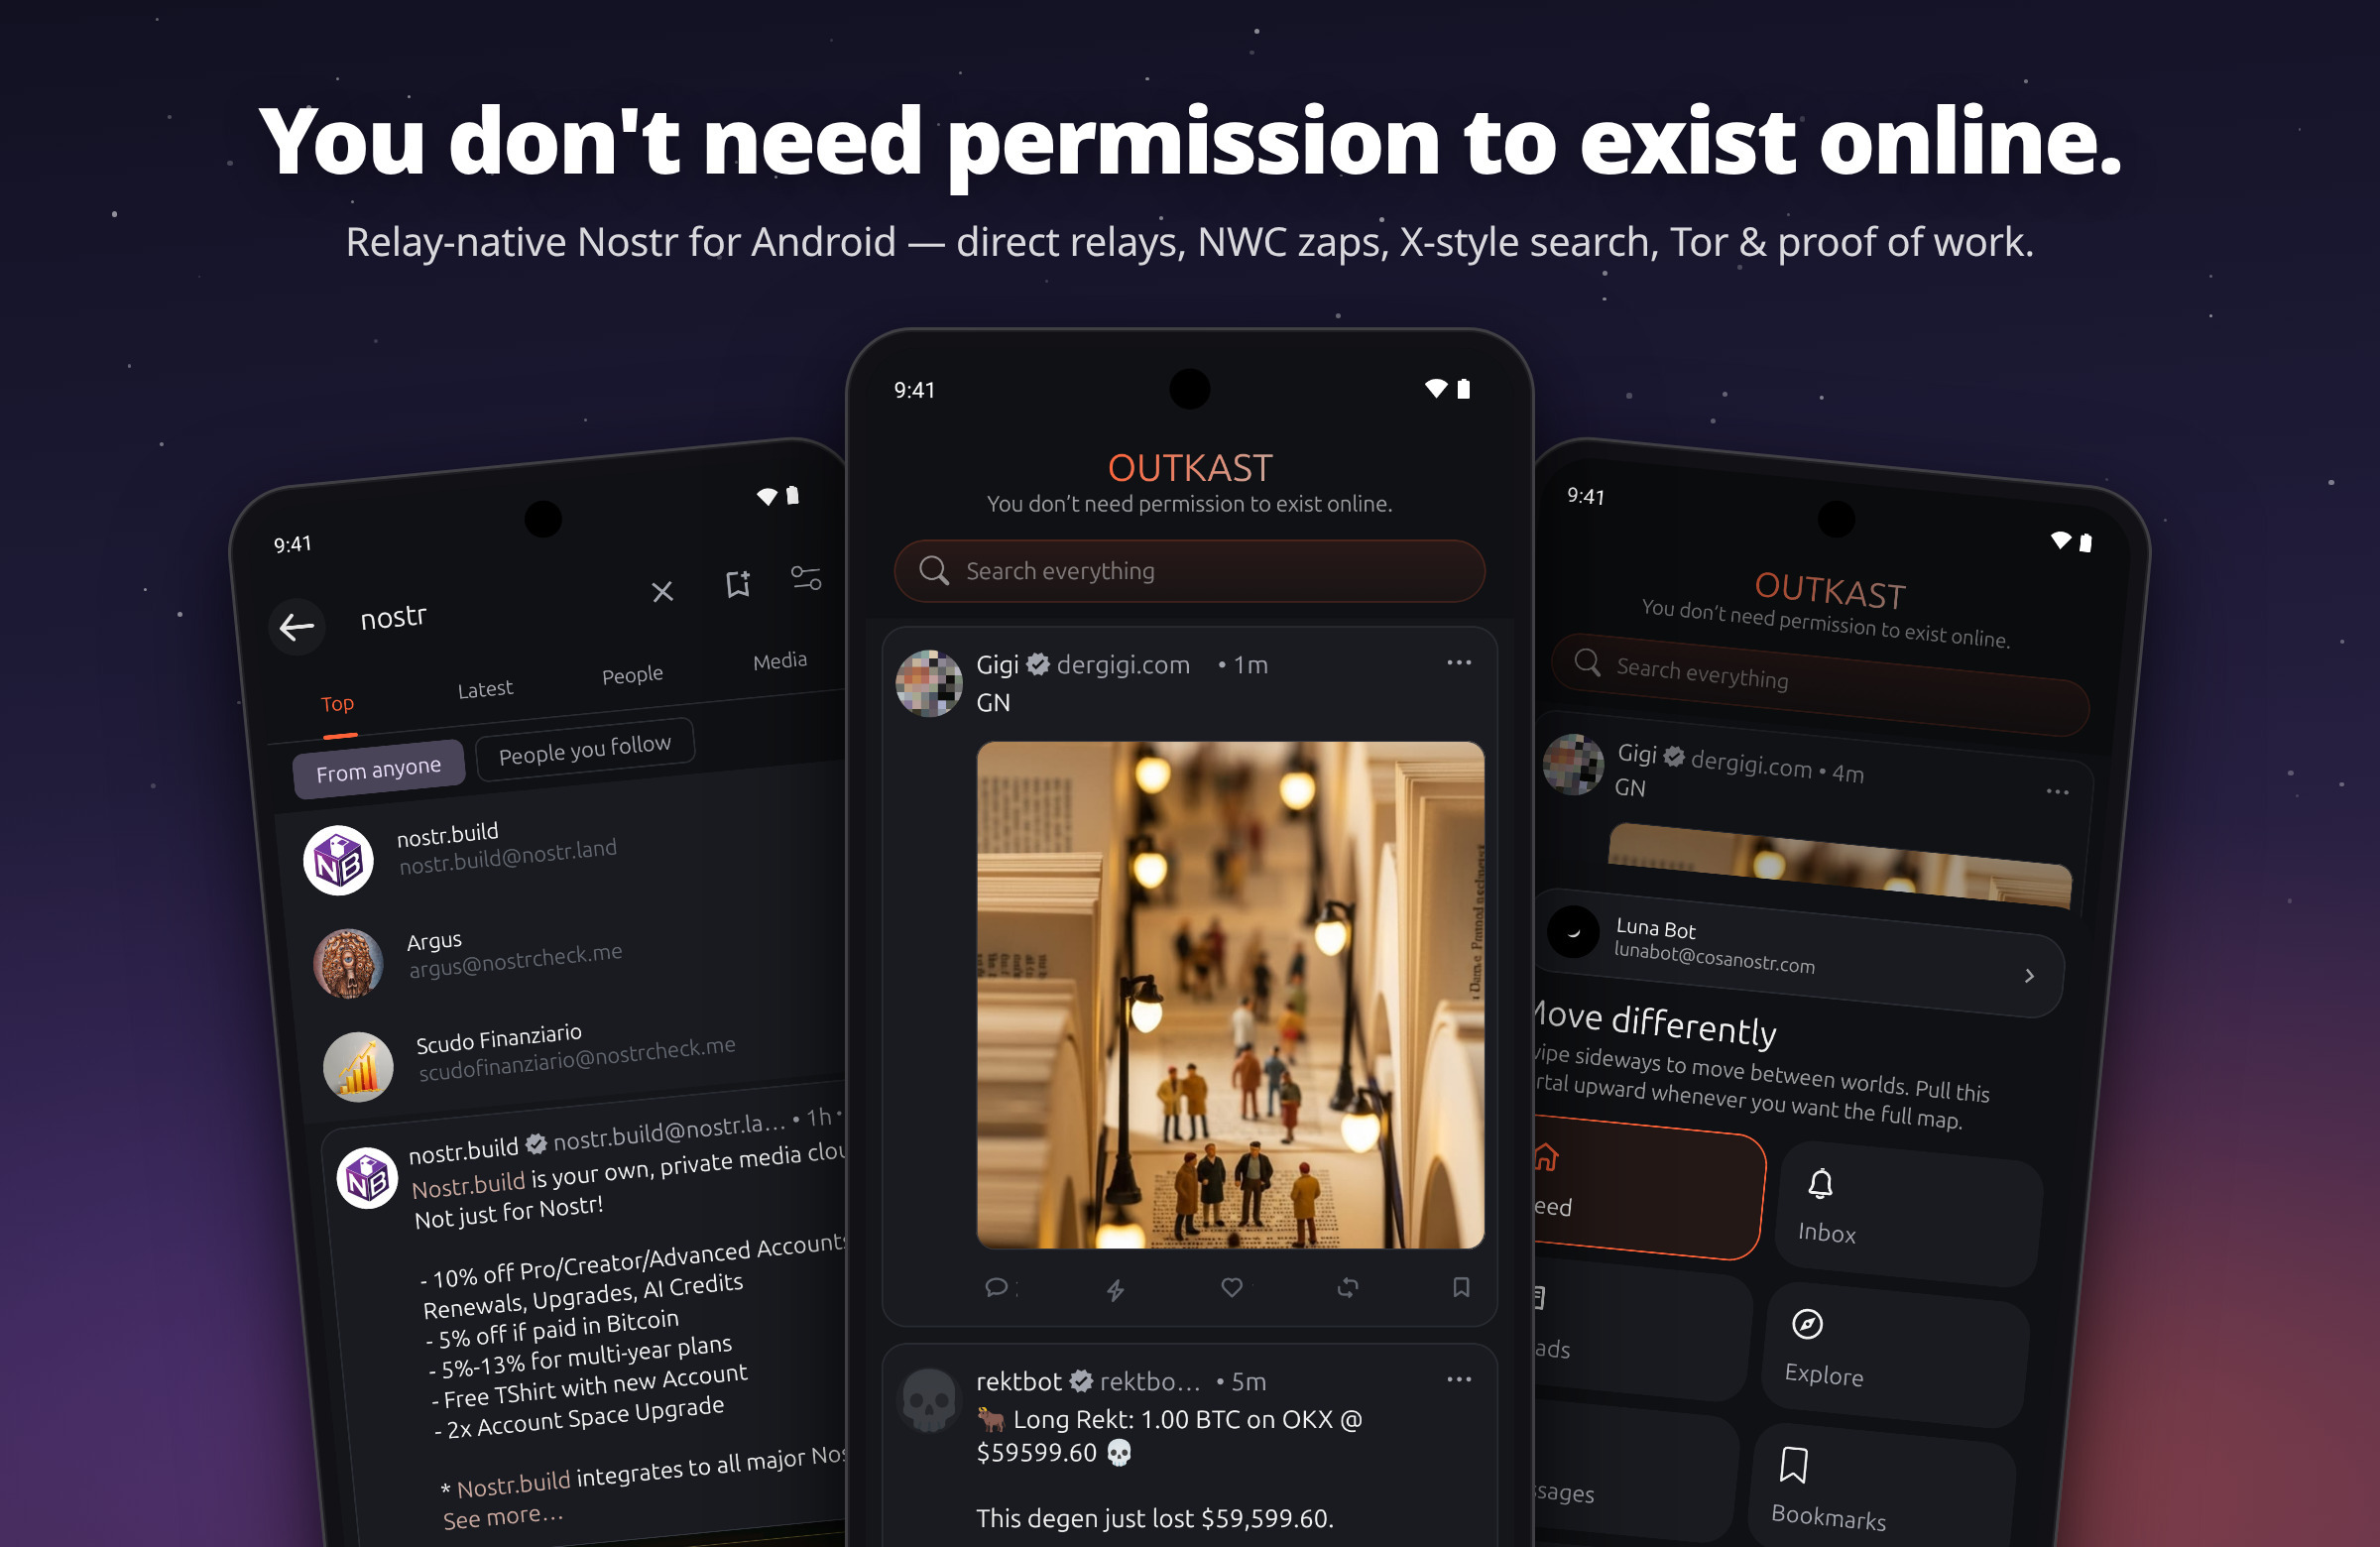 You don't need permission to exist online.
Relay-native Nostr for Android — direct relays, NWC zaps, X-style search, Tor & proof of work.
9:41
nostr
Top
Latest
People
Media
From anyone
People you follow
nostr.build
nostr.build@nostr.land
Argus
argus@nostrcheck.me
Scudo Finanziario
scudofinanziario@nostrcheck.me
nostr.build nostr.build@nostr.la... • 1h •
Nostr.build is your own, private media clou
Not just for Nostr!
- 10% off Pro/Creator/Advanced Accounts
Renewals, Upgrades, AI Credits
- 5% off if paid in Bitcoin
- 5%-13% for multi-year plans
- Free TShirt with new Account
- 2x Account Space Upgrade
* Nostr.build integrates to all major Nos
See more...
9:41
OUTKAST
You don't need permission to exist online.
Search everything
Gigi dergigi.com • 1m
GN
rektbot rektbo... • 5m
🐂 Long Rekt: 1.00 BTC on OKX @
$59599.60 💀
This degen just lost $59,599.60.
9:41
OUTKAST
You don't need permission to exist online.
Search everything
Gigi dergigi.com • 4m
GN
Luna Bot
lunabot@cosanostr.com
Move differently
vipe sideways to move between worlds. Pull this
rtal upward whenever you want the full map.
eed
Inbox
ads
Explore
ssages
Bookmarks